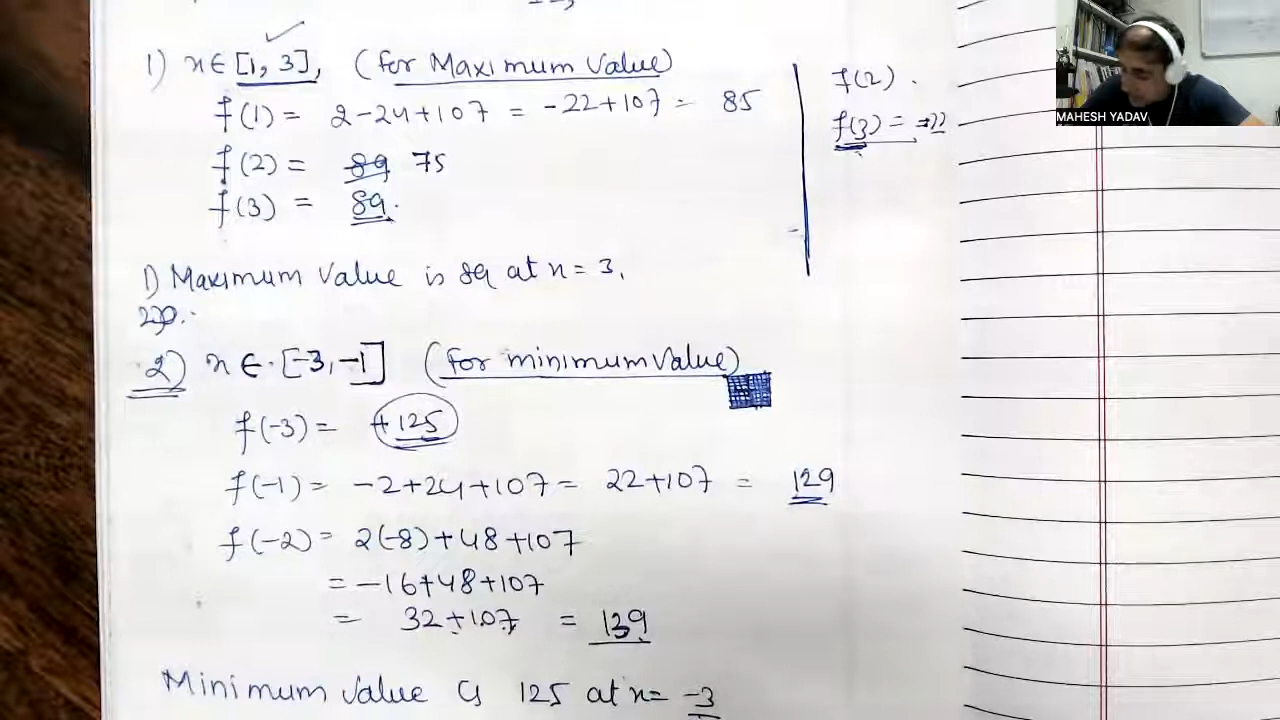 1) x ∈ [1, 3], (for Maximum Value)
f(1) = 2-24+107 = -22+107 = 85
f(2) = 89 75
f(3) = 89.
1) Maximum Value is 89 at x = 3.
2) x ∈ [-3, -1] (for minimum Value)
f(-3) = +125
f(-1) = -2+24+107 = 22+107 = 129
f(-2) = 2(-8)+48+107
= -16+48+107
= 32+107 = 139
Minimum Value is 125 at x = -3
f(2).
f(3) =
MAHESH YADAV